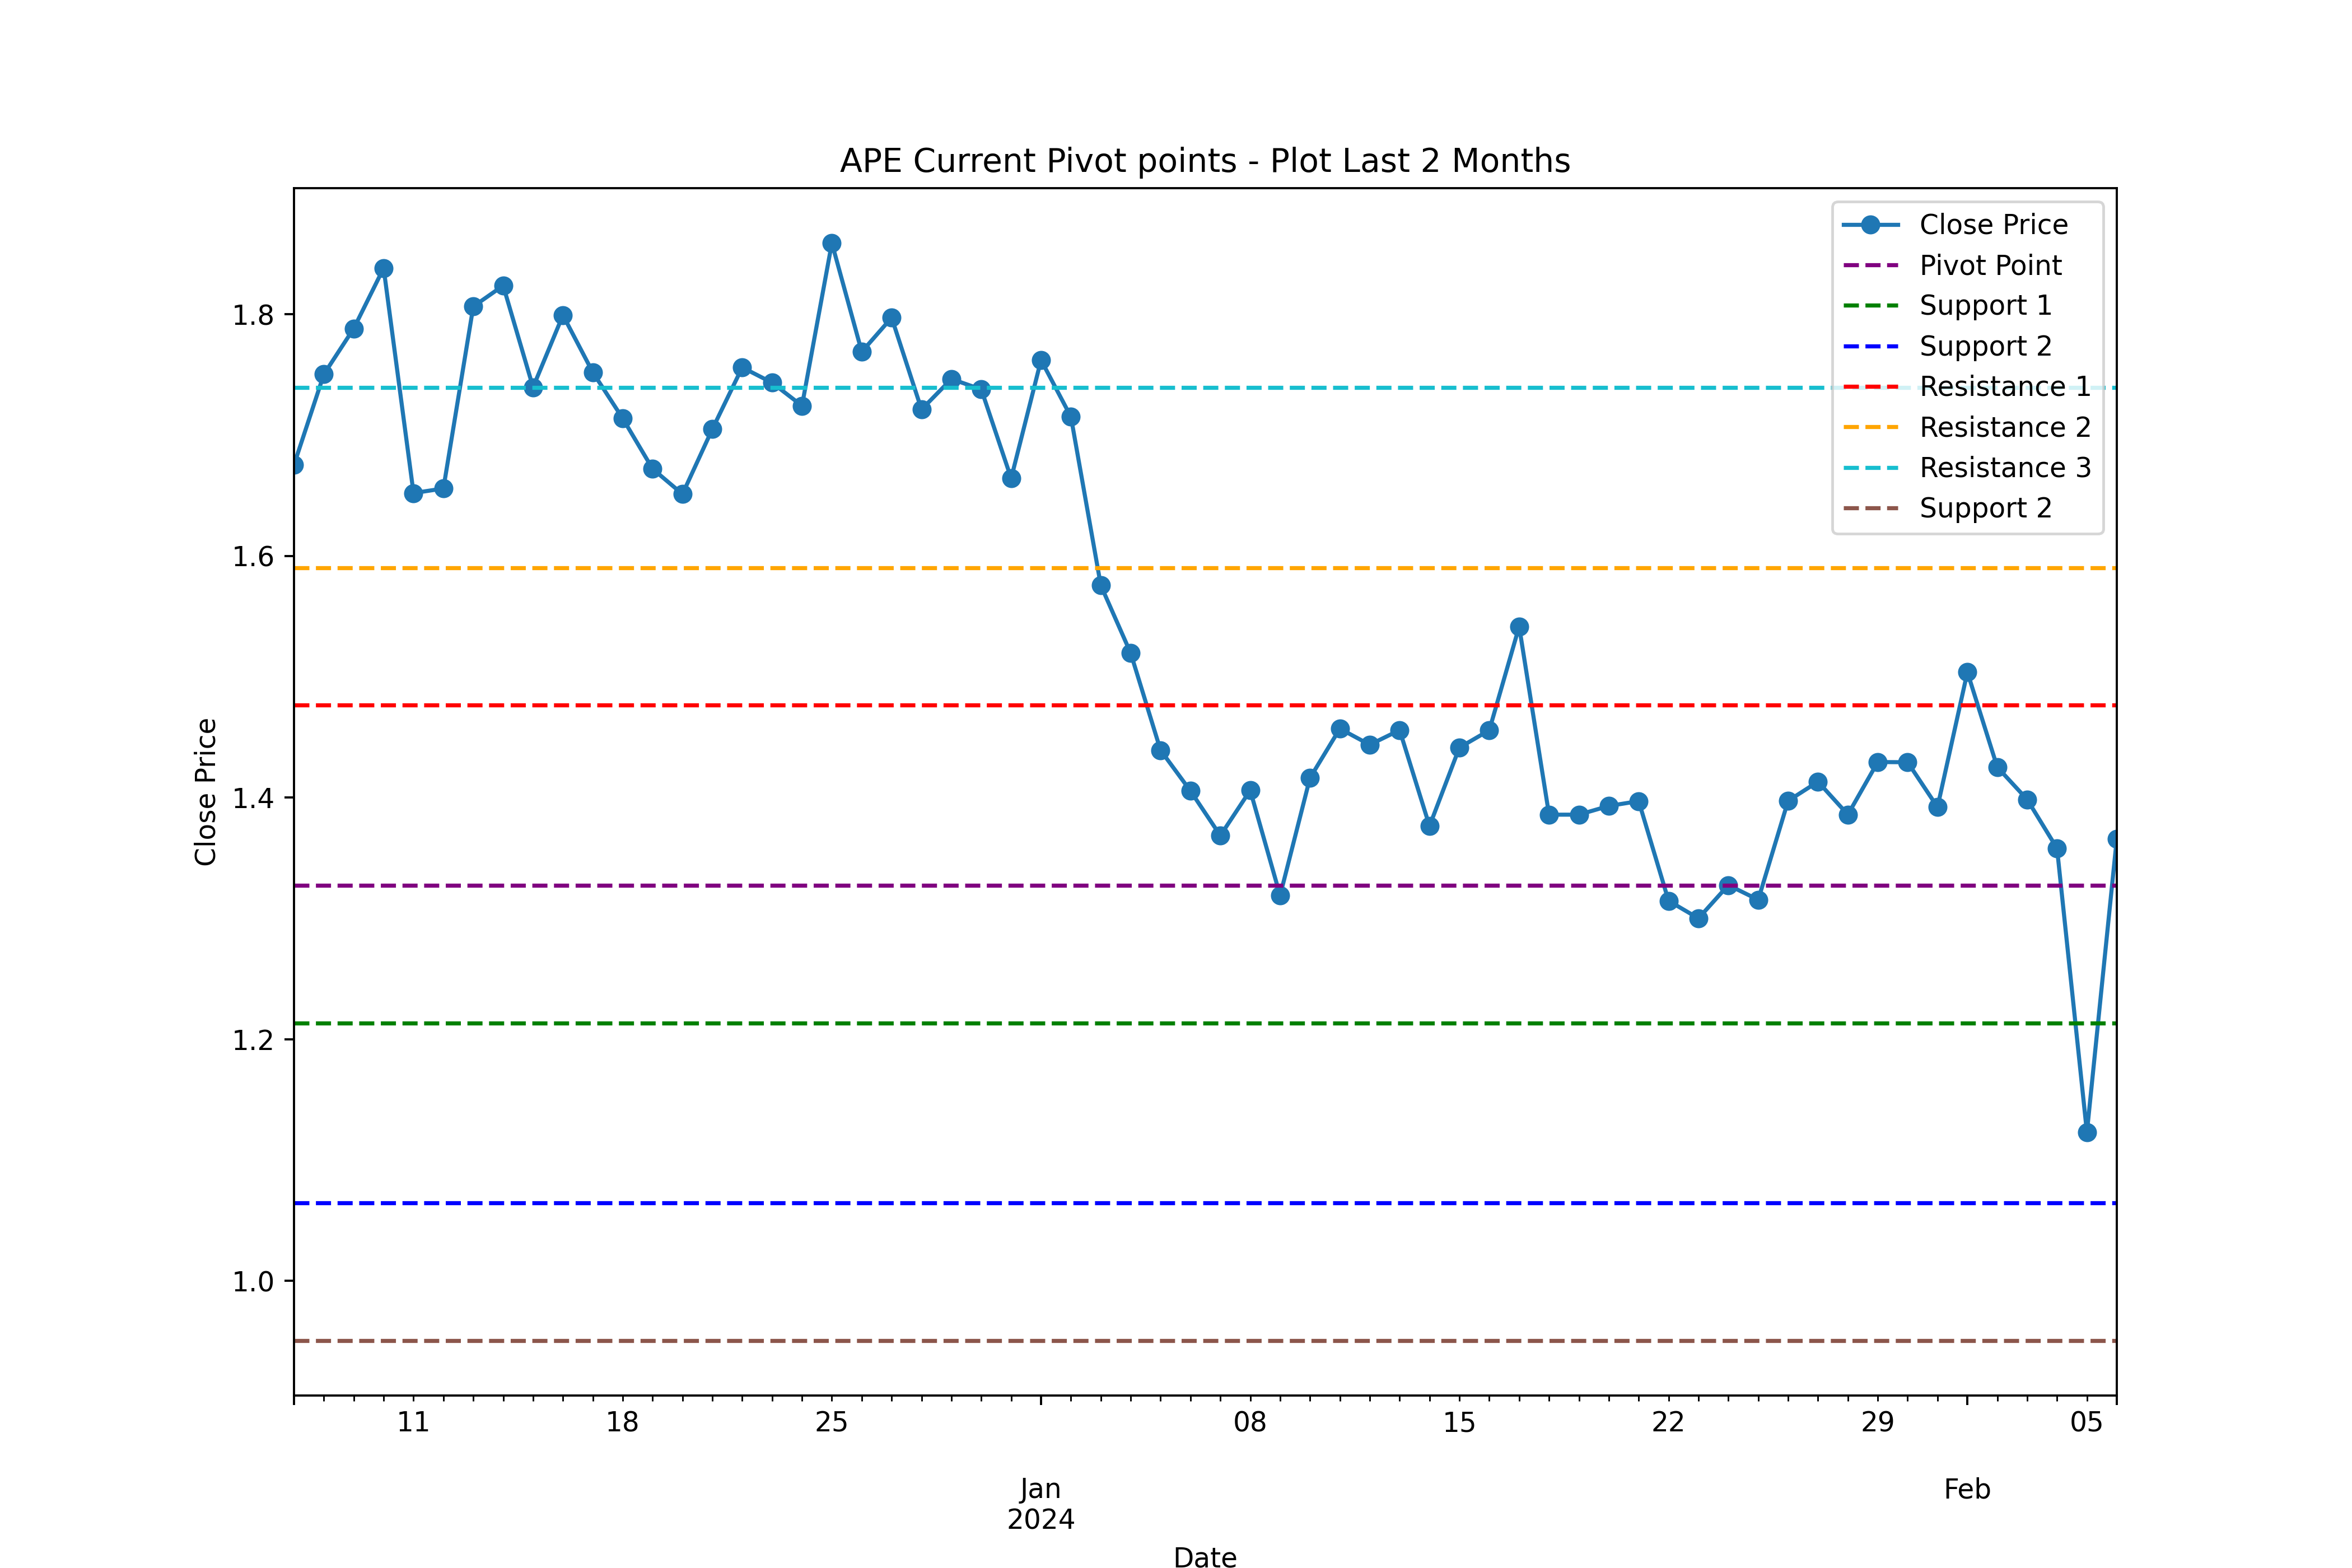 APE Current Pivot points - Plot Last 2 Months
Close Price
Pivot Point
Support 1
Support 2
Resistance 1
Resistance 2
Resistance 3
Support 2
Close Price
1.8
1.6
1.4
1.2
1.0
11 18 25 08 15 22 29 05
Jan Feb
2024
Date